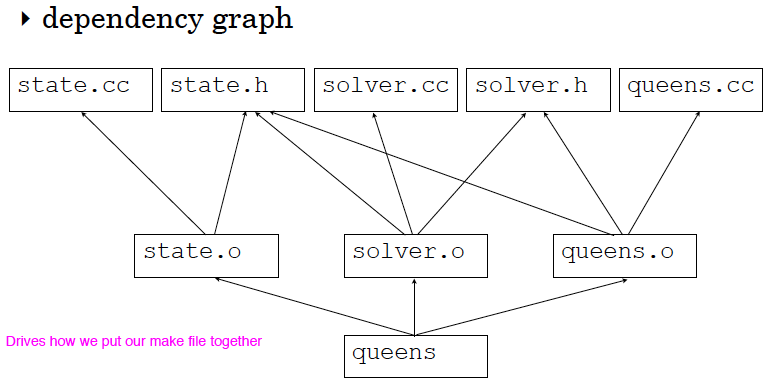 dependency graph
state.cc
state.h
solver.cc
solver.h
queens.cc
state.o
solver.o
queens.o
Drives how we put our make file together
queens